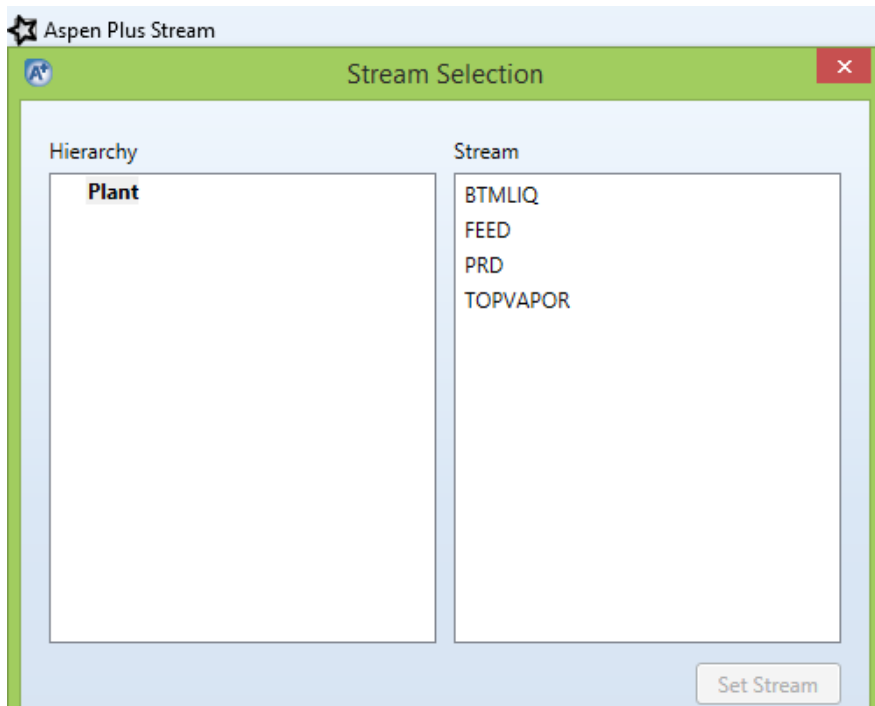 Aspen Plus Stream
Stream Selection
Hierarchy
Plant
Stream
BTMLIQ
FEED
PRD
TOPVAPOR
Set Stream